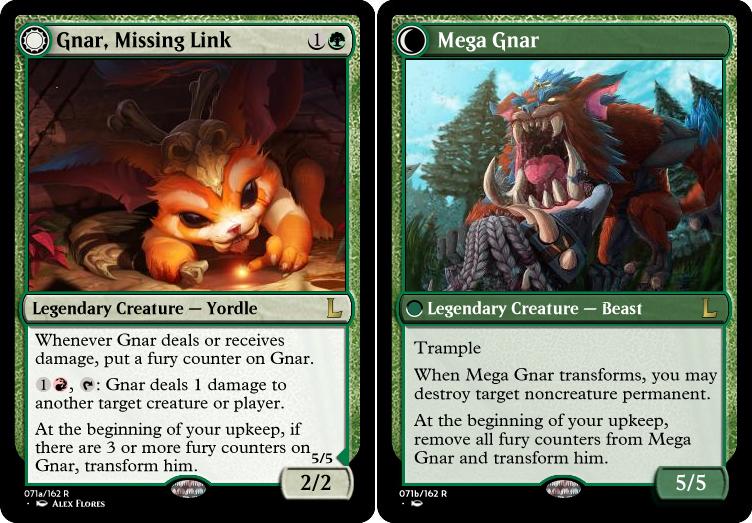 Gnar, Missing Link 1
Legendary Creature — Yordle L
Whenever Gnar deals or receives
damage, put a fury counter on Gnar.
1 , : Gnar deals 1 damage to
another target creature or player.
At the beginning of your upkeep, if
there are 3 or more fury counters on
Gnar, transform him.
5/5
2/2
071a/162 R
· Alex Flores
Mega Gnar
Legendary Creature — Beast L
Trample
When Mega Gnar transforms, you may
destroy target noncreature permanent.
At the beginning of your upkeep,
remove all fury counters from Mega
Gnar and transform him.
5/5
071b/162 R